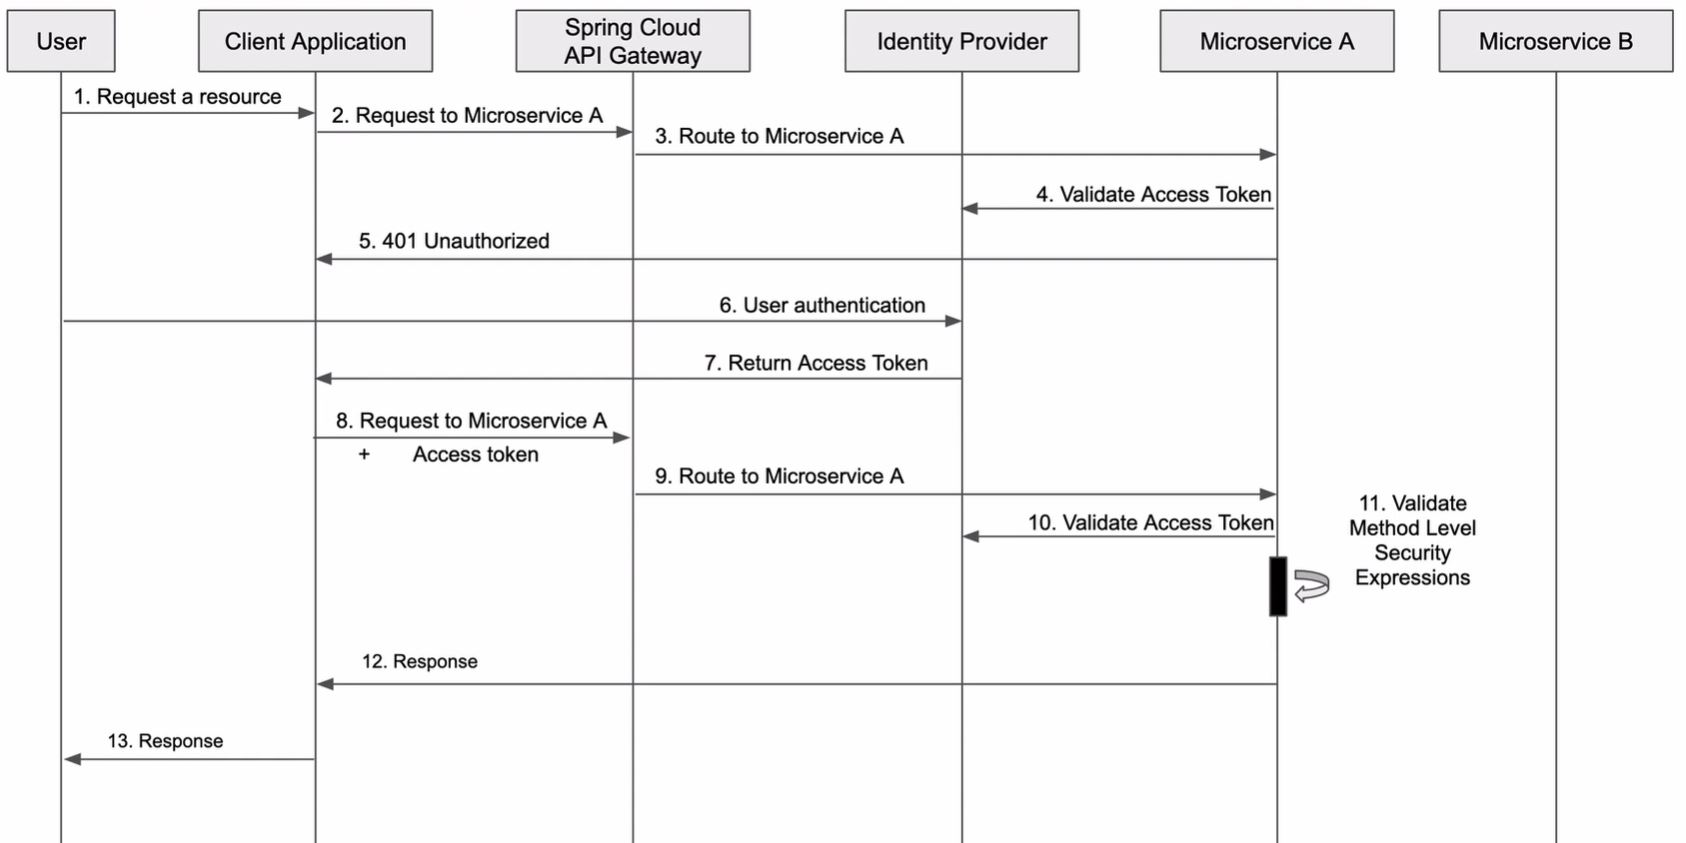 User
Client Application
Spring Cloud
API Gateway
Identity Provider
Microservice A
Microservice B
1. Request a resource
2. Request to Microservice A
3. Route to Microservice A
4. Validate Access Token
5. 401 Unauthorized
6. User authentication
7. Return Access Token
8. Request to Microservice A
+ Access token
9. Route to Microservice A
10. Validate Access Token
11. Validate
Method Level
Security
Expressions
12. Response
13. Response